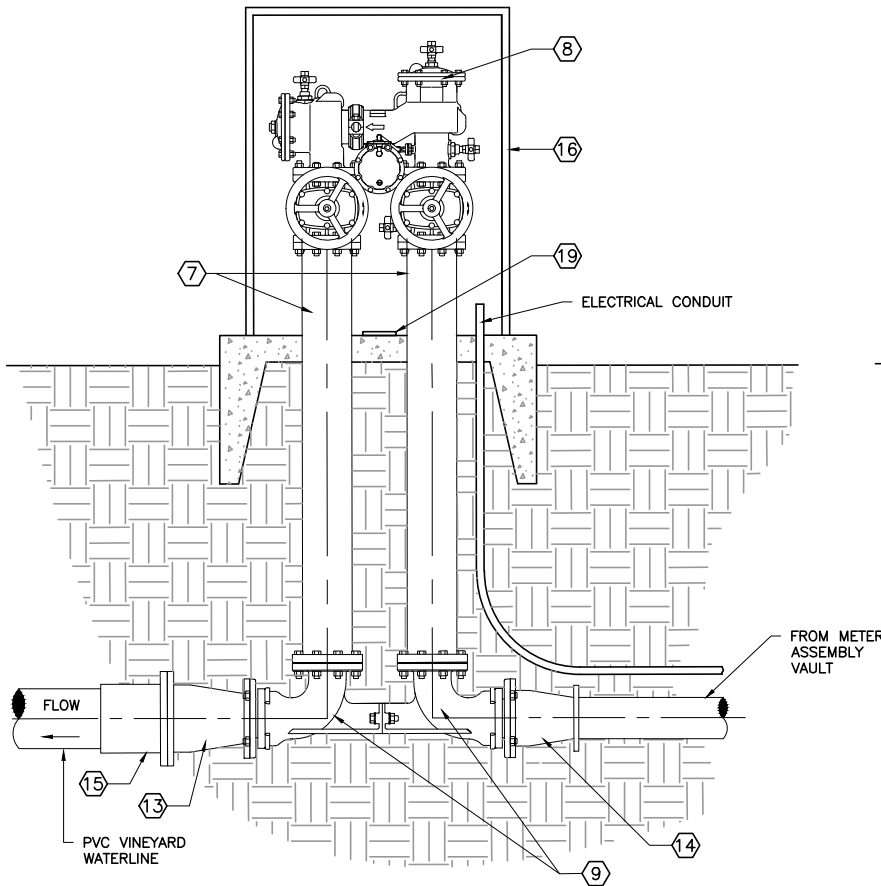 8
16
7
19
ELECTRICAL CONDUIT
FROM METER
ASSEMBLY
VAULT
FLOW
15
13
14
PVC VINEYARD
WATERLINE
9